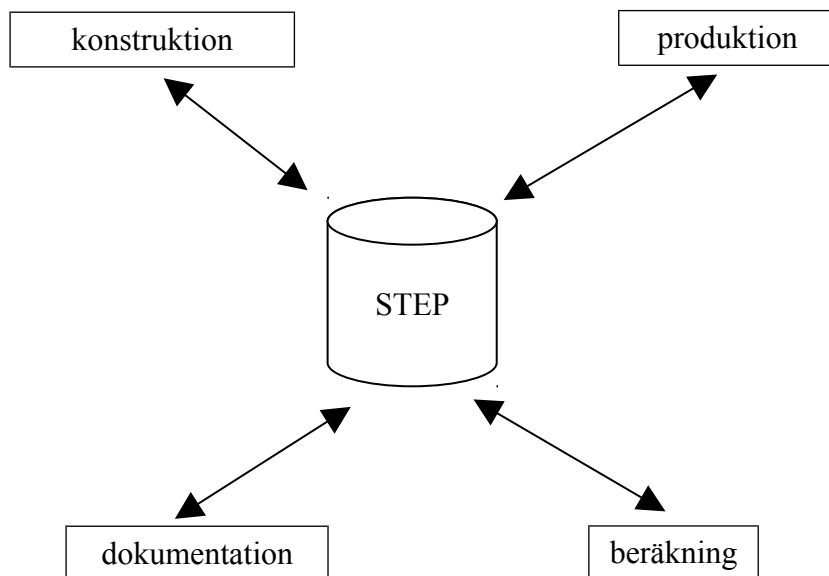 konstruktion
produktion
STEP
dokumentation
beräkning